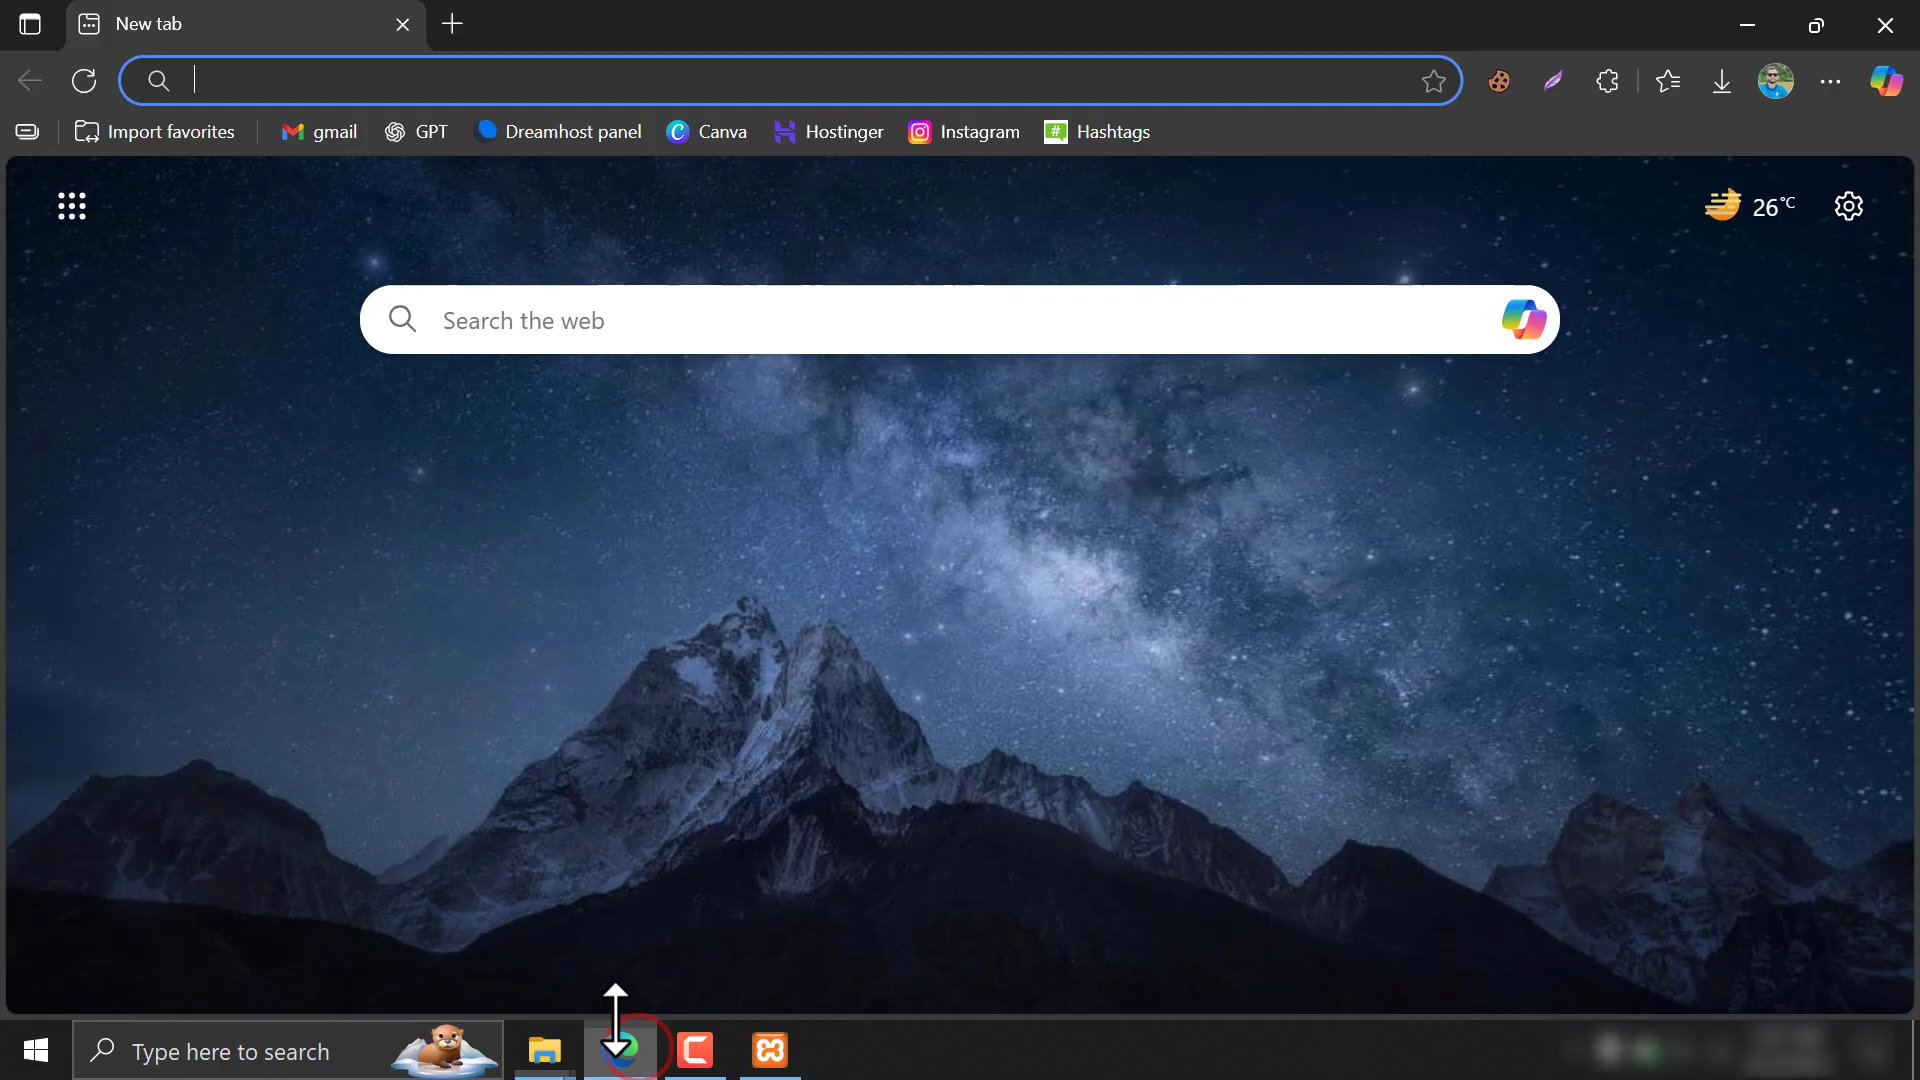 New tab
Import favorites
gmail
GPT
Dreamhost panel
Canva
Hostinger
Instagram
Hashtags
26°C
Search the web
Type here to search